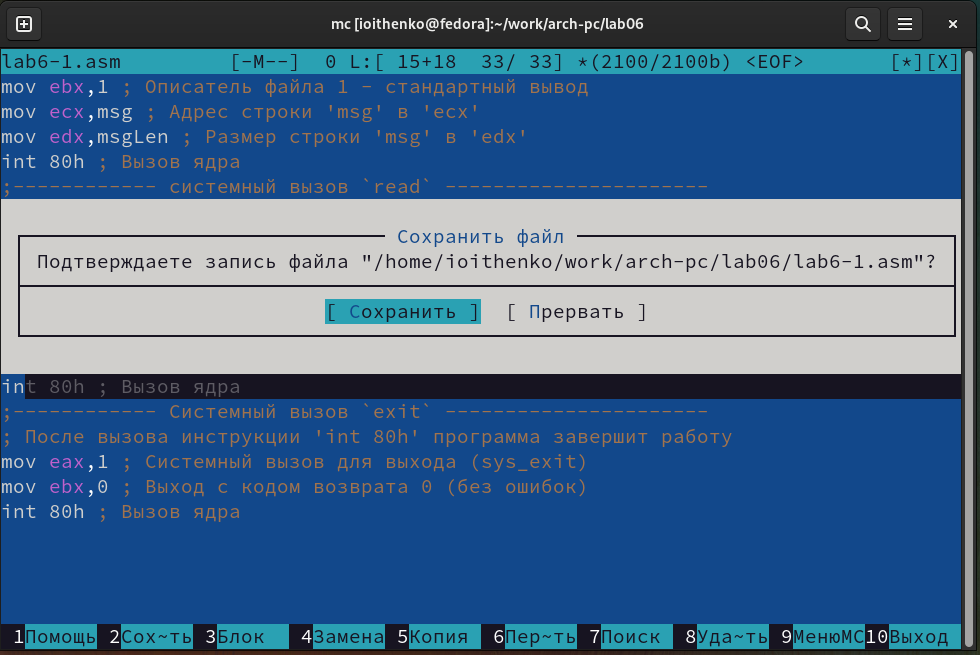 mc [ioithenko@fedora]:~/work/arch-pc/lab06
lab6-1.asm [-M--] 0 L:[ 15+18 33/ 33] *(2100/2100b) <EOF> [*][X]
mov ebx,1 ; Описатель файла 1 - стандартный вывод
mov ecx,msg ; Адрес строки 'msg' в 'ecx'
mov edx,msgLen ; Размер строки 'msg' в 'edx'
int 80h ; Вызов ядра
;------------ системный вызов `read` ----------------------
Сохранить файл
Подтверждаете запись файла "/home/ioithenko/work/arch-pc/lab06/lab6-1.asm"?
[ Сохранить ] [ Прервать ]
int 80h ; Вызов ядра
;------------ Системный вызов `exit` ----------------------
; После вызова инструкции 'int 80h' программа завершит работу
mov eax,1 ; Системный вызов для выхода (sys_exit)
mov ebx,0 ; Выход с кодом возврата 0 (без ошибок)
int 80h ; Вызов ядра
1Помощь 2Сох~ть 3Блок 4Замена 5Копия 6Пер~ть 7Поиск 8Уда~ть 9МенюMC 10Выход